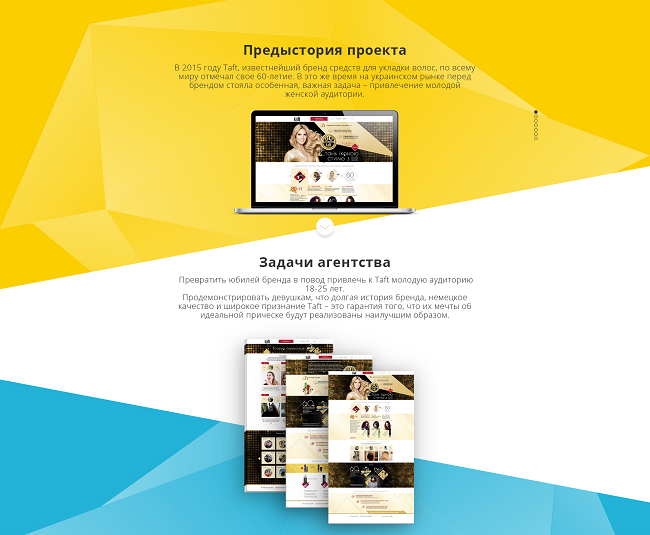 Предыстория проекта
В 2015 году Taft, известнейший бренд средств для укладки волос, по всему
миру отмечал свое 60-летие. В это же время на украинском рынке перед
брендом стояла особенная, важная задача – привлечение молодой
женской аудитории.
Задачи агентства
Превратить юбилей бренда в повод привлечь к Taft молодую аудиторию
18-25 лет.
Продемонстрировать девушкам, что долгая история бренда, немецкое
качество и широкое признание Taft – это гарантия того, что их мечты об
идеальной прическе будут реализованы наилучшим образом.